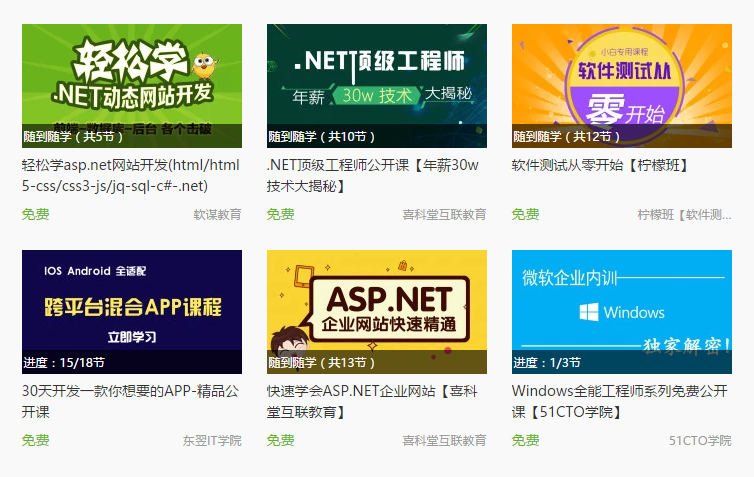 轻松学
.NET动态网站开发
前端-数据库-后台 各个击破
随到随学（共5节）
轻松学asp.net网站开发(html/html
5-css/css3-js/jq-sql-c#-.net)
免费
软谋教育
.NET顶级工程师
年薪 30w 技术 大揭秘
随到随学（共10节）
.NET顶级工程师公开课【年薪30w
技术大揭秘】
免费
喜科堂互联教育
小白专用课程
软件测试从
零开始
随到随学（共12节）
软件测试从零开始【柠檬班】
免费
柠檬班【软件测...
IOS Android 全适配
跨平台混合APP课程
立即学习
进度：15/18节
30天开发一款你想要的APP-精品公
开课
免费
东翌IT学院
ASP.NET
企业网站快速精通
随到随学（共13节）
快速学会ASP.NET企业网站【喜科
堂互联教育】
免费
喜科堂互联教育
微软企业内训
Windows
独家解密!
进度：1/3节
Windows全能工程师系列免费公开
课【51CTO学院】
免费
51CTO学院